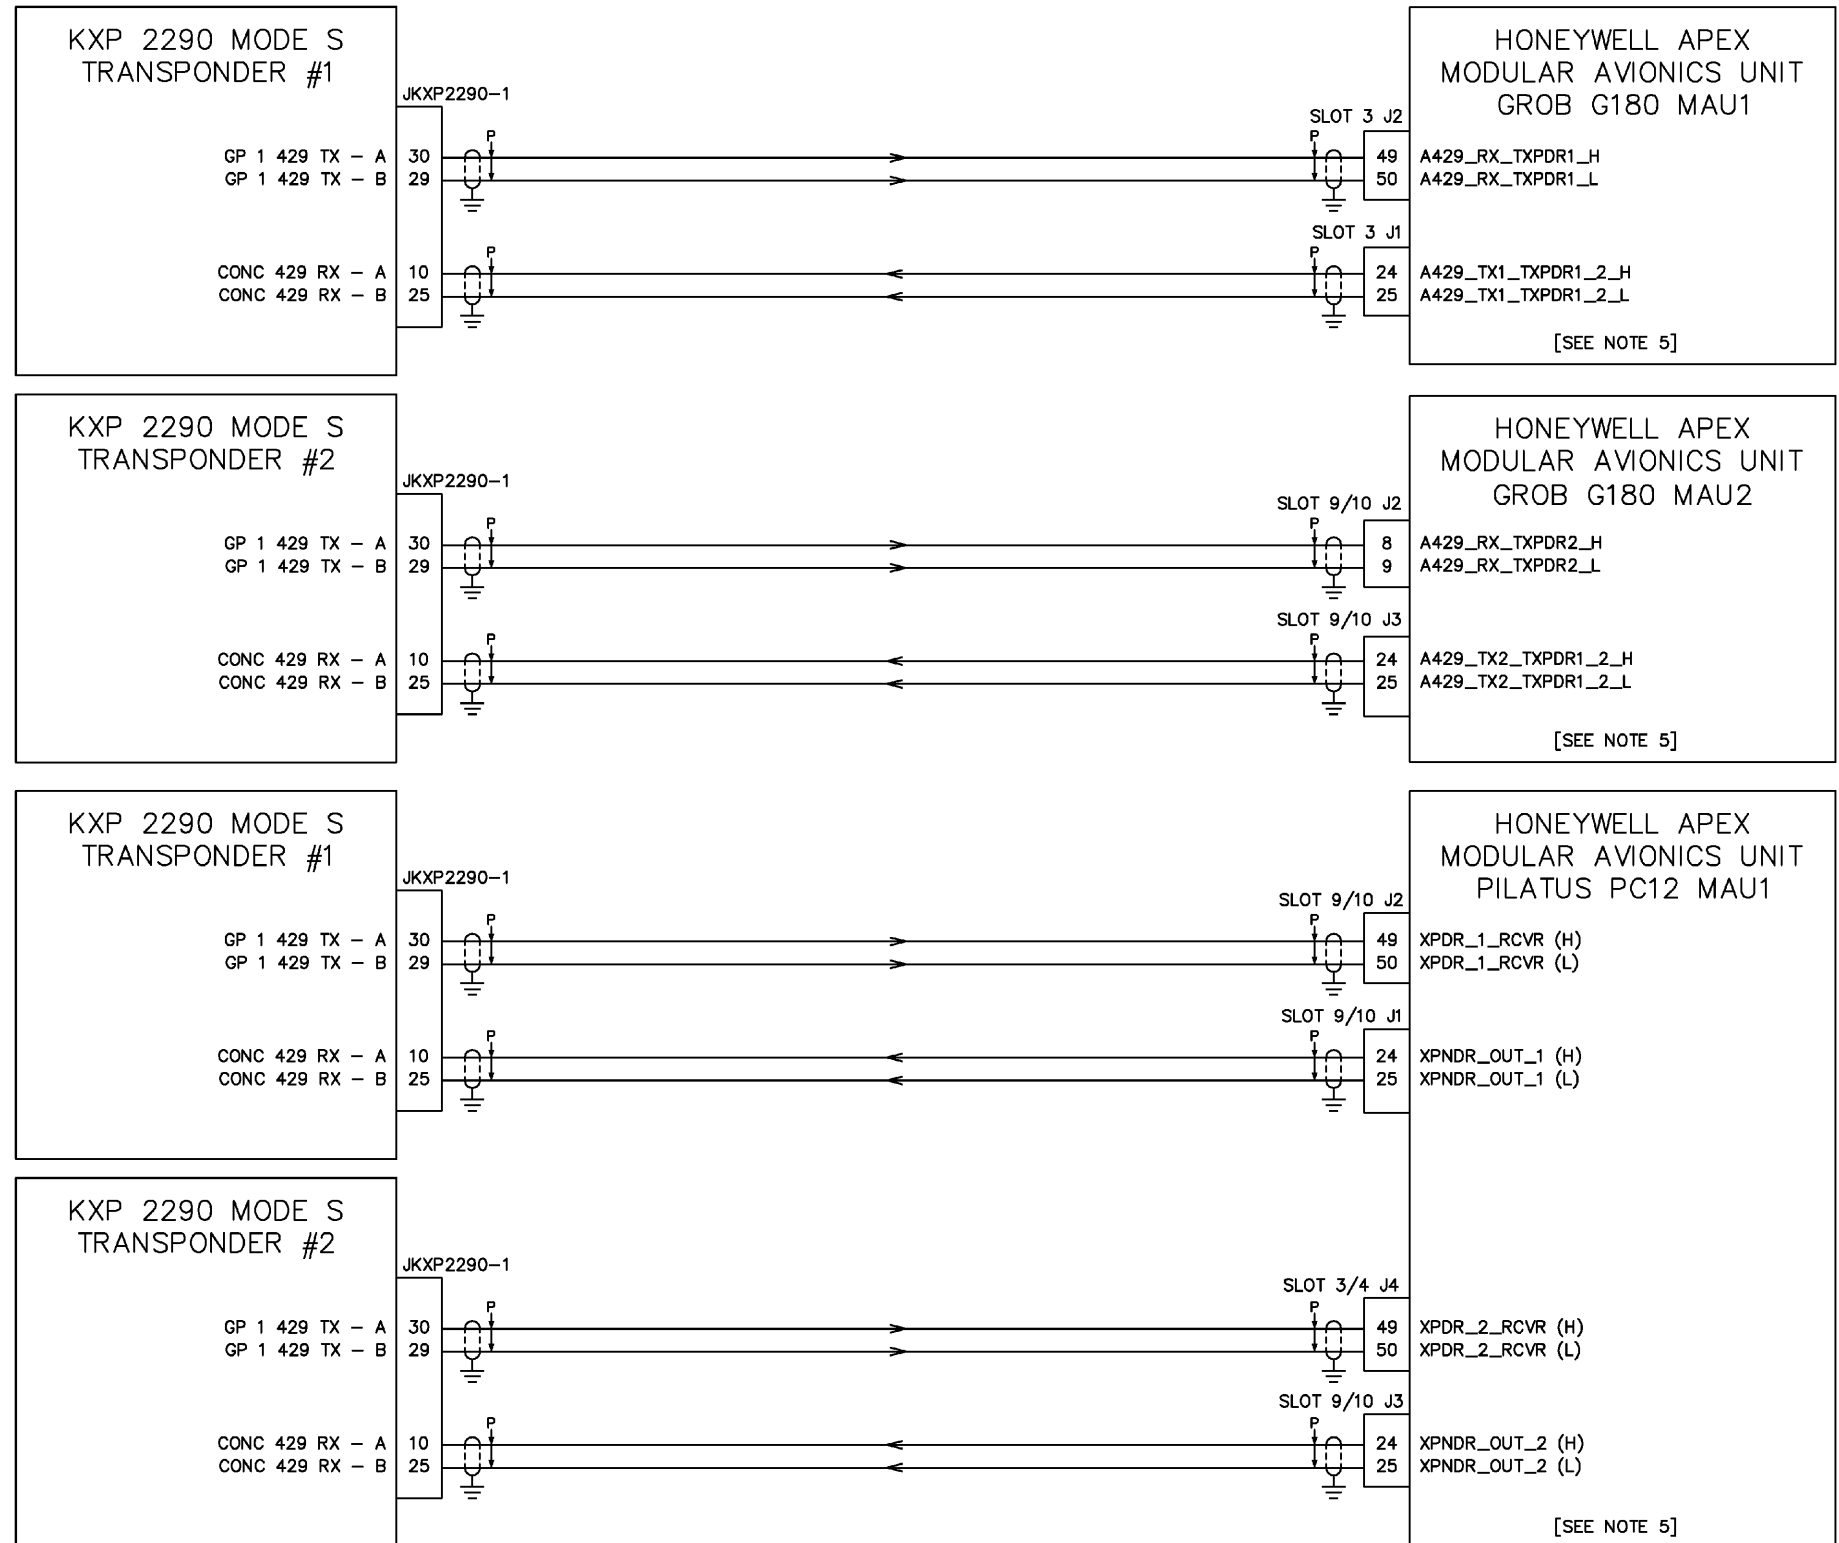 KXP 2290 MODE S
TRANSPONDER #1
JKXP2290-1
GP 1 429 TX - A 30
GP 1 429 TX - B 29
CONC 429 RX - A 10
CONC 429 RX - B 25
P
P
P
P
HONEYWELL APEX
MODULAR AVIONICS UNIT
GROB G180 MAU1
SLOT 3 J2
49 A429_RX_TXPDR1_H
50 A429_RX_TXPDR1_L
SLOT 3 J1
24 A429_TX1_TXPDR1_2_H
25 A429_TX1_TXPDR1_2_L
[SEE NOTE 5]
KXP 2290 MODE S
TRANSPONDER #2
JKXP2290-1
GP 1 429 TX - A 30
GP 1 429 TX - B 29
CONC 429 RX - A 10
CONC 429 RX - B 25
P
P
P
P
HONEYWELL APEX
MODULAR AVIONICS UNIT
GROB G180 MAU2
SLOT 9/10 J2
8 A429_RX_TXPDR2_H
9 A429_RX_TXPDR2_L
SLOT 9/10 J3
24 A429_TX2_TXPDR1_2_H
25 A429_TX2_TXPDR1_2_L
[SEE NOTE 5]
KXP 2290 MODE S
TRANSPONDER #1
JKXP2290-1
GP 1 429 TX - A 30
GP 1 429 TX - B 29
CONC 429 RX - A 10
CONC 429 RX - B 25
P
P
P
P
HONEYWELL APEX
MODULAR AVIONICS UNIT
PILATUS PC12 MAU1
SLOT 9/10 J2
49 XPDR_1_RCVR (H)
50 XPDR_1_RCVR (L)
SLOT 9/10 J1
24 XPNDR_OUT_1 (H)
25 XPNDR_OUT_1 (L)
KXP 2290 MODE S
TRANSPONDER #2
JKXP2290-1
GP 1 429 TX - A 30
GP 1 429 TX - B 29
CONC 429 RX - A 10
CONC 429 RX - B 25
P
P
P
P
SLOT 3/4 J4
49 XPDR_2_RCVR (H)
50 XPDR_2_RCVR (L)
SLOT 9/10 J3
24 XPNDR_OUT_2 (H)
25 XPNDR_OUT_2 (L)
[SEE NOTE 5]